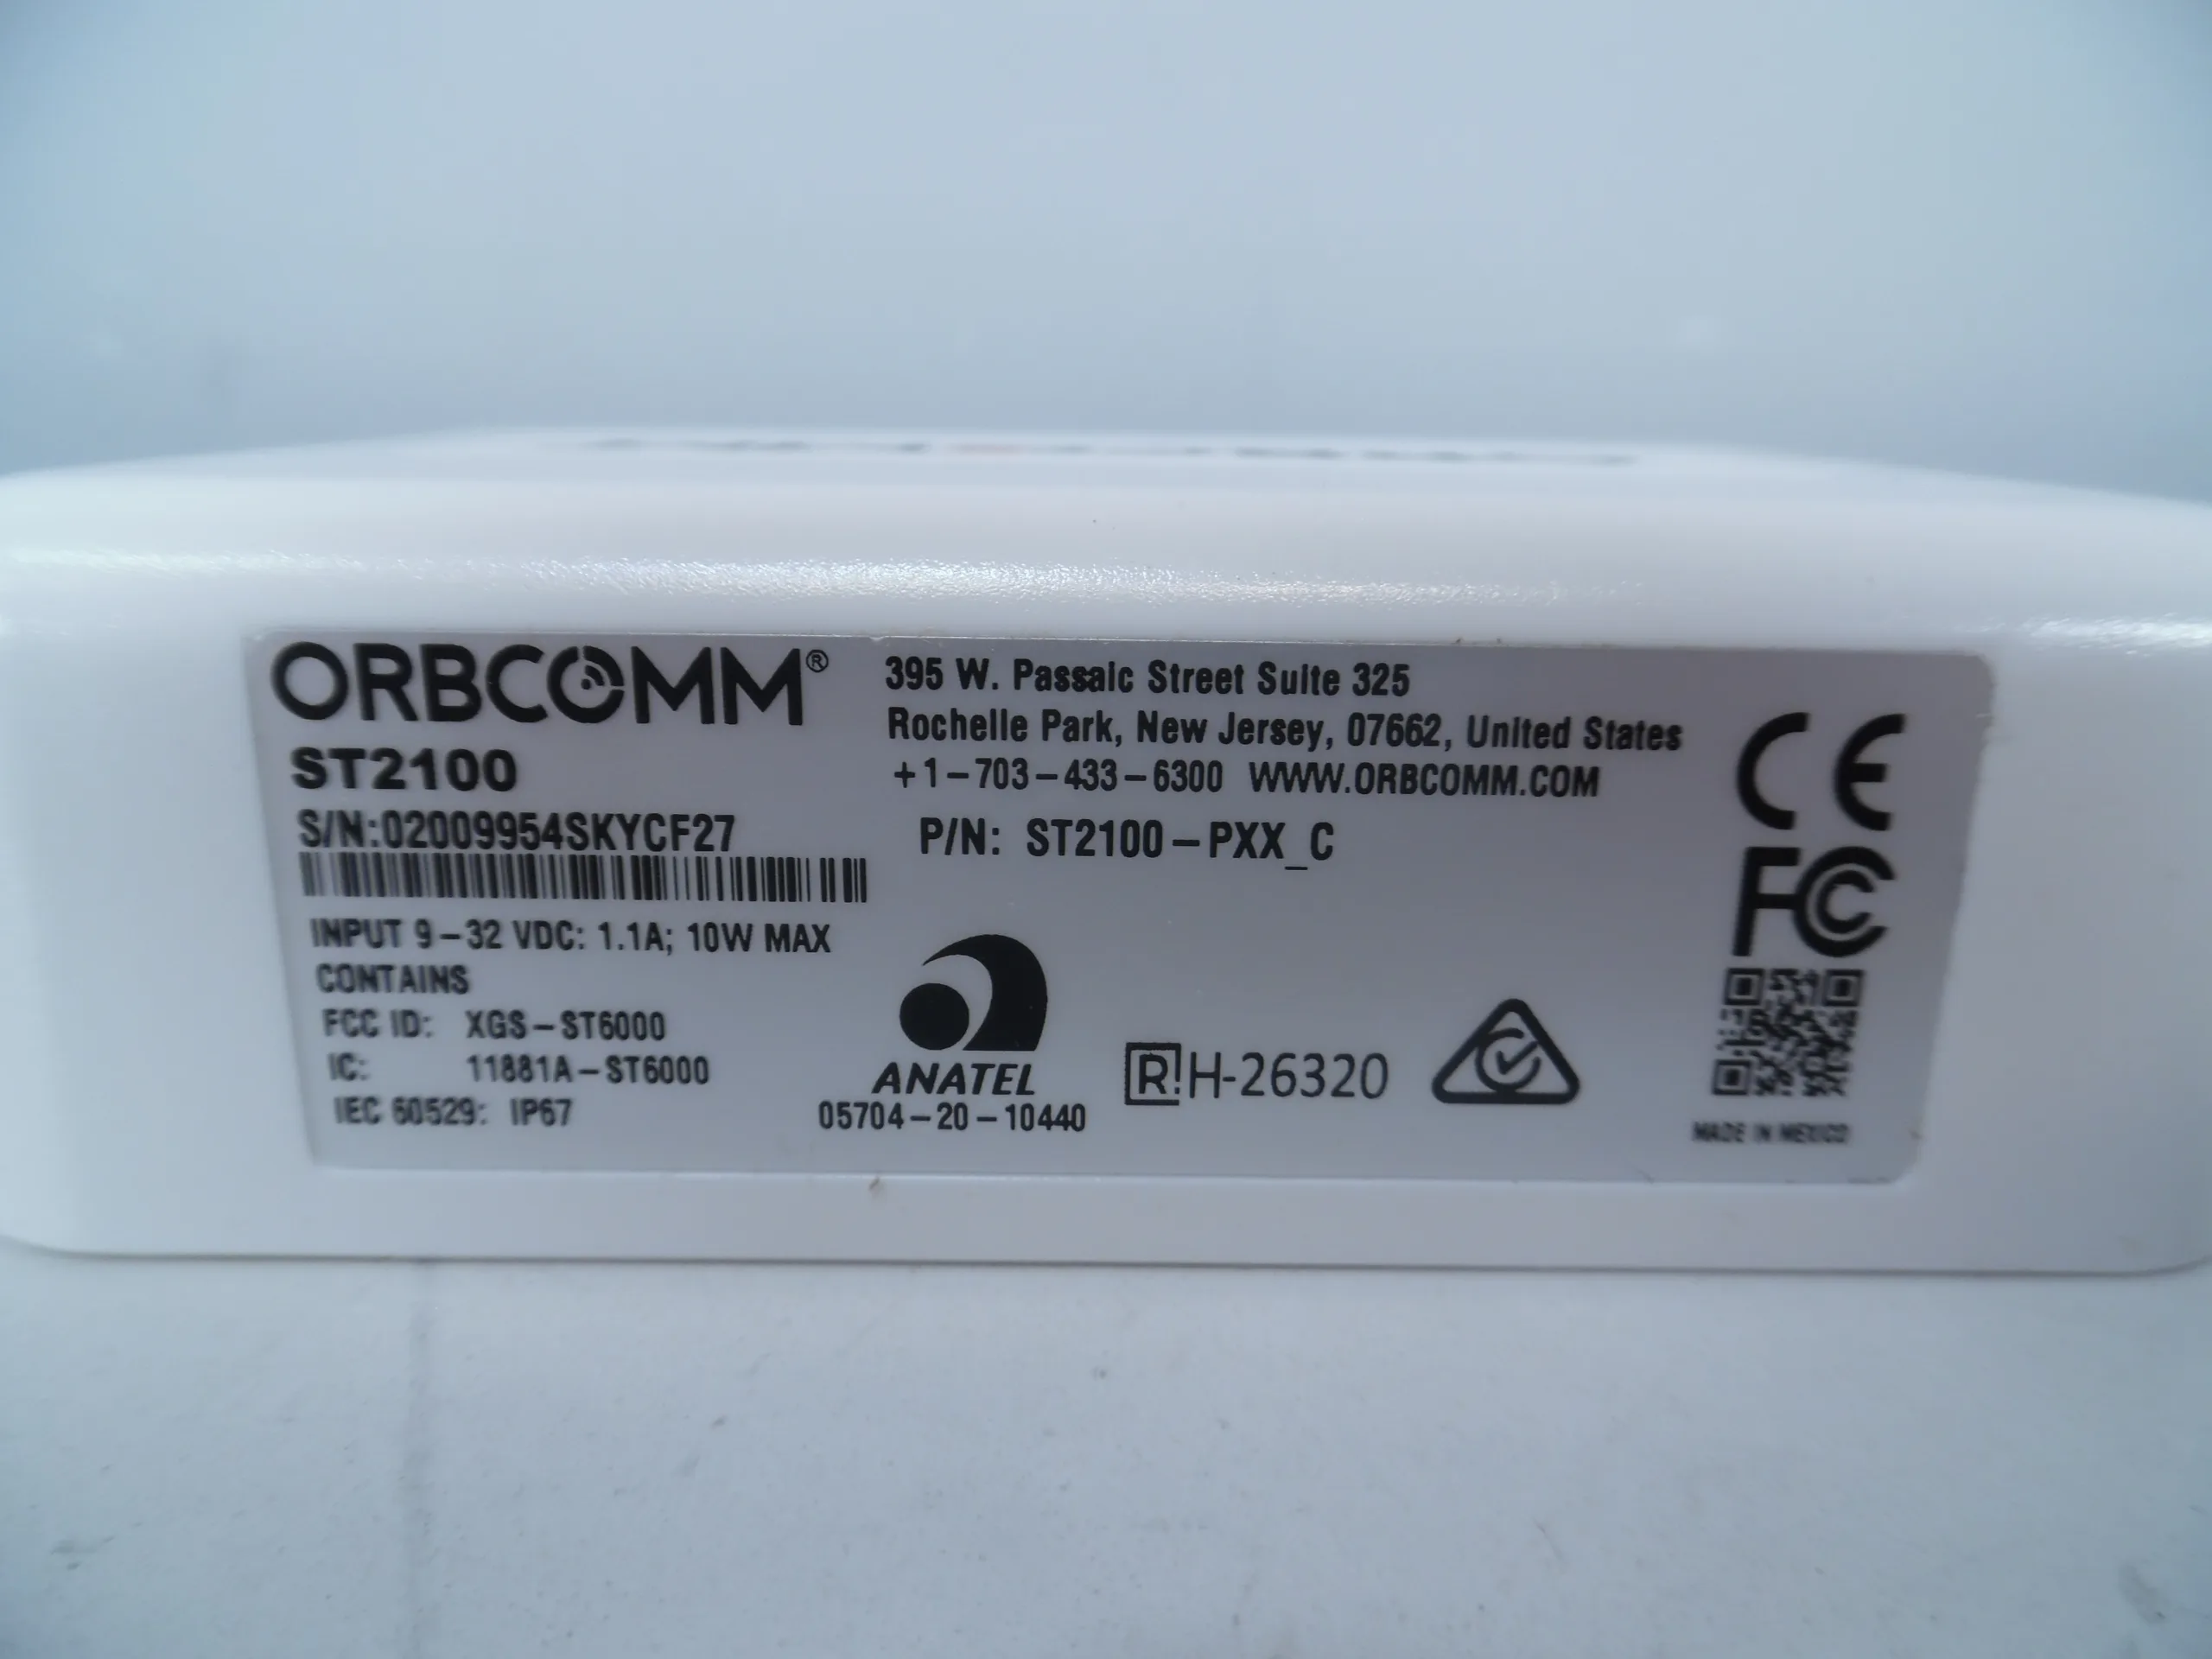 ORBCOMM®
ST2100
S/N:02009954SKYCF27
INPUT 9-32 VDC: 1.1A; 10W MAX
CONTAINS
FCC ID: XGS-ST6000
IC: 11881A-ST6000
IEC 60529: IP67
395 W. Passaic Street Suite 325
Rochelle Park, New Jersey, 07662, United States
+1-703-433-6300 WWW.ORBCOMM.COM
P/N: ST2100-PXX_C
ANATEL
05704-20-10440
R!H-26320
CE
FC
MADE IN MEXICO